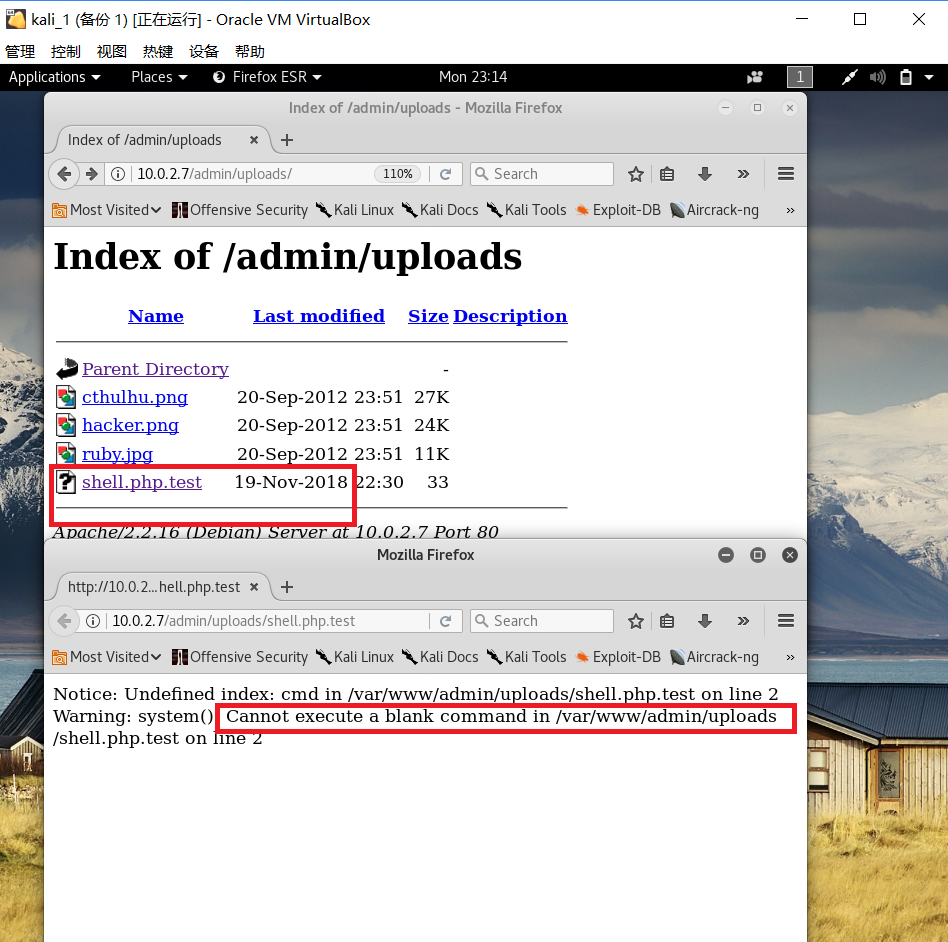 kali_1 (备份 1) [正在运行] - Oracle VM VirtualBox
管理 控制 视图 热键 设备 帮助
Applications Places Firefox ESR Mon 23:14 1
Index of /admin/uploads - Mozilla Firefox
Index of /admin/uploads
10.0.2.7/admin/uploads/ 110% Search
Most Visited Offensive Security Kali Linux Kali Docs Kali Tools Exploit-DB Aircrack-ng »
Index of /admin/uploads
Name Last modified Size Description
Parent Directory -
cthulhu.png 20-Sep-2012 23:51 27K
hacker.png 20-Sep-2012 23:51 24K
ruby.jpg 20-Sep-2012 23:51 11K
shell.php.test 19-Nov-2018 22:30 33
Apache/2.2.16 (Debian) Server at 10.0.2.7 Port 80
Mozilla Firefox
http://10.0.2...hell.php.test
10.0.2.7/admin/uploads/shell.php.test Search
Most Visited Offensive Security Kali Linux Kali Docs Kali Tools Exploit-DB Aircrack-ng »
Notice: Undefined index: cmd in /var/www/admin/uploads/shell.php.test on line 2
Warning: system() Cannot execute a blank command in /var/www/admin/uploads
/shell.php.test on line 2